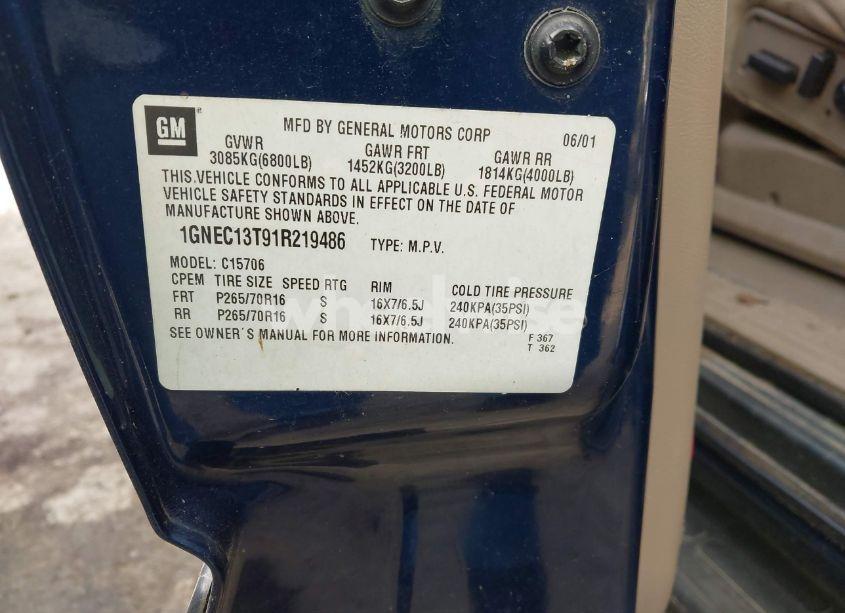 GM
MFD BY GENERAL MOTORS CORP 06/01
GVWR GAWR FRT GAWR RR
3085KG(6800LB) 1452KG(3200LB) 1814KG(4000LB)
THIS VEHICLE CONFORMS TO ALL APPLICABLE U.S. FEDERAL MOTOR
VEHICLE SAFETY STANDARDS IN EFFECT ON THE DATE OF
MANUFACTURE SHOWN ABOVE.
1GNEC13T91R219486 TYPE: M.P.V.
MODEL: C15706
CPEM TIRE SIZE SPEED RTG RIM COLD TIRE PRESSURE
FRT P265/70R16 S 16X7/6.5J 240KPA(35PSI)
RR P265/70R16 S 16X7/6.5J 240KPA(35PSI)
SEE OWNER'S MANUAL FOR MORE INFORMATION.
F 367
T 362